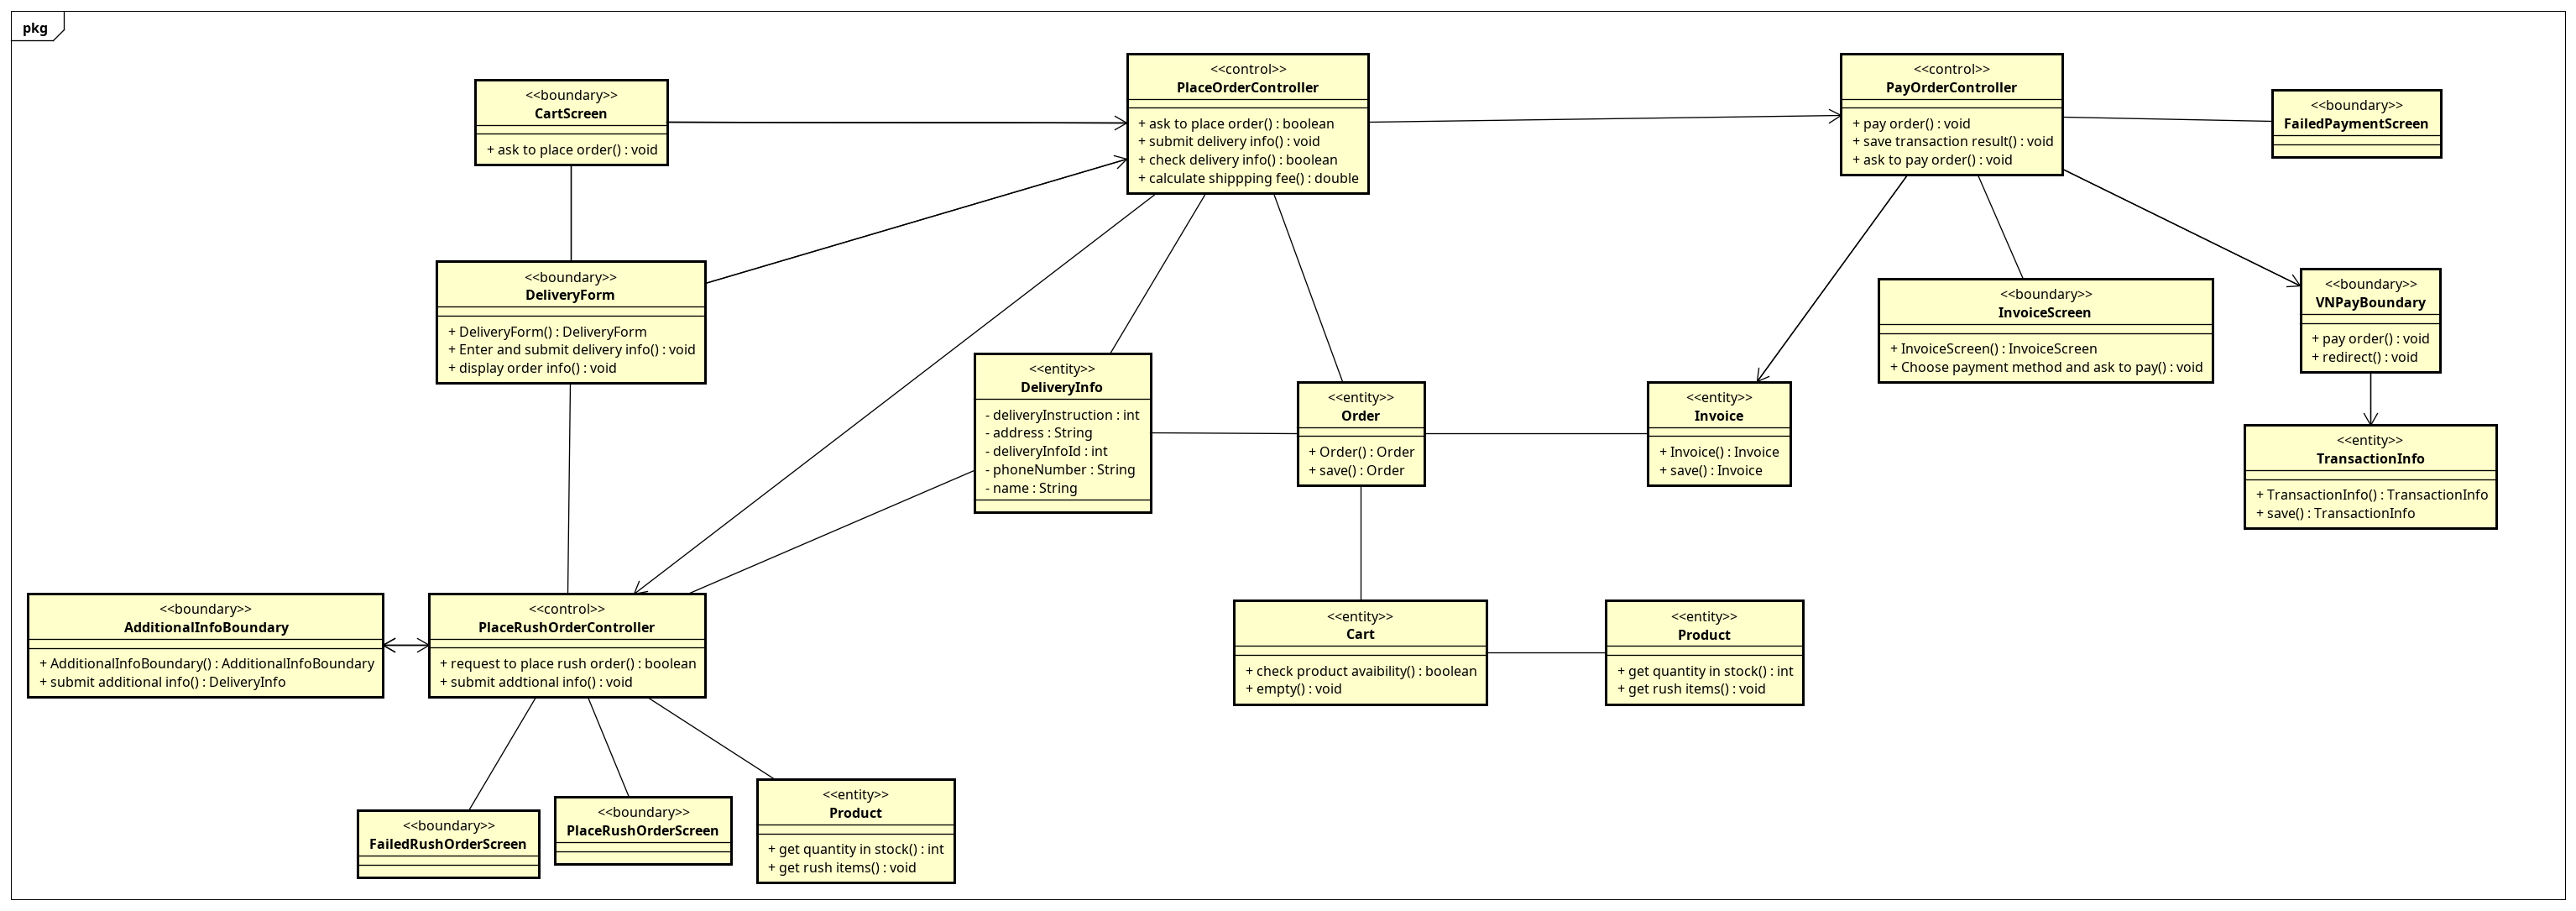 pkg
<<boundary>>
CartScreen
+ ask to place order() : void
<<control>>
PlaceOrderController
+ ask to place order() : boolean
+ submit delivery info() : void
+ check delivery info() : boolean
+ calculate shippping fee() : double
<<control>>
PayOrderController
+ pay order() : void
+ save transaction result() : void
+ ask to pay order() : void
<<boundary>>
FailedPaymentScreen
<<boundary>>
DeliveryForm
+ DeliveryForm() : DeliveryForm
+ Enter and submit delivery info() : void
+ display order info() : void
<<boundary>>
InvoiceScreen
+ InvoiceScreen() : InvoiceScreen
+ Choose payment method and ask to pay() : void
<<boundary>>
VNPayBoundary
+ pay order() : void
+ redirect() : void
<<entity>>
DeliveryInfo
- deliveryInstruction : int
- address : String
- deliveryInfoId : int
- phoneNumber : String
- name : String
<<entity>>
Order
+ Order() : Order
+ save() : Order
<<entity>>
Invoice
+ Invoice() : Invoice
+ save() : Invoice
<<entity>>
TransactionInfo
+ TransactionInfo() : TransactionInfo
+ save() : TransactionInfo
<<boundary>>
AdditionalInfoBoundary
+ AdditionalInfoBoundary() : AdditionalInfoBoundary
+ submit additional info() : DeliveryInfo
<<control>>
PlaceRushOrderController
+ request to place rush order() : boolean
+ submit addtional info() : void
<<entity>>
Cart
+ check product avaibility() : boolean
+ empty() : void
<<entity>>
Product
+ get quantity in stock() : int
+ get rush items() : void
<<boundary>>
FailedRushOrderScreen
<<boundary>>
PlaceRushOrderScreen
<<entity>>
Product
+ get quantity in stock() : int
+ get rush items() : void